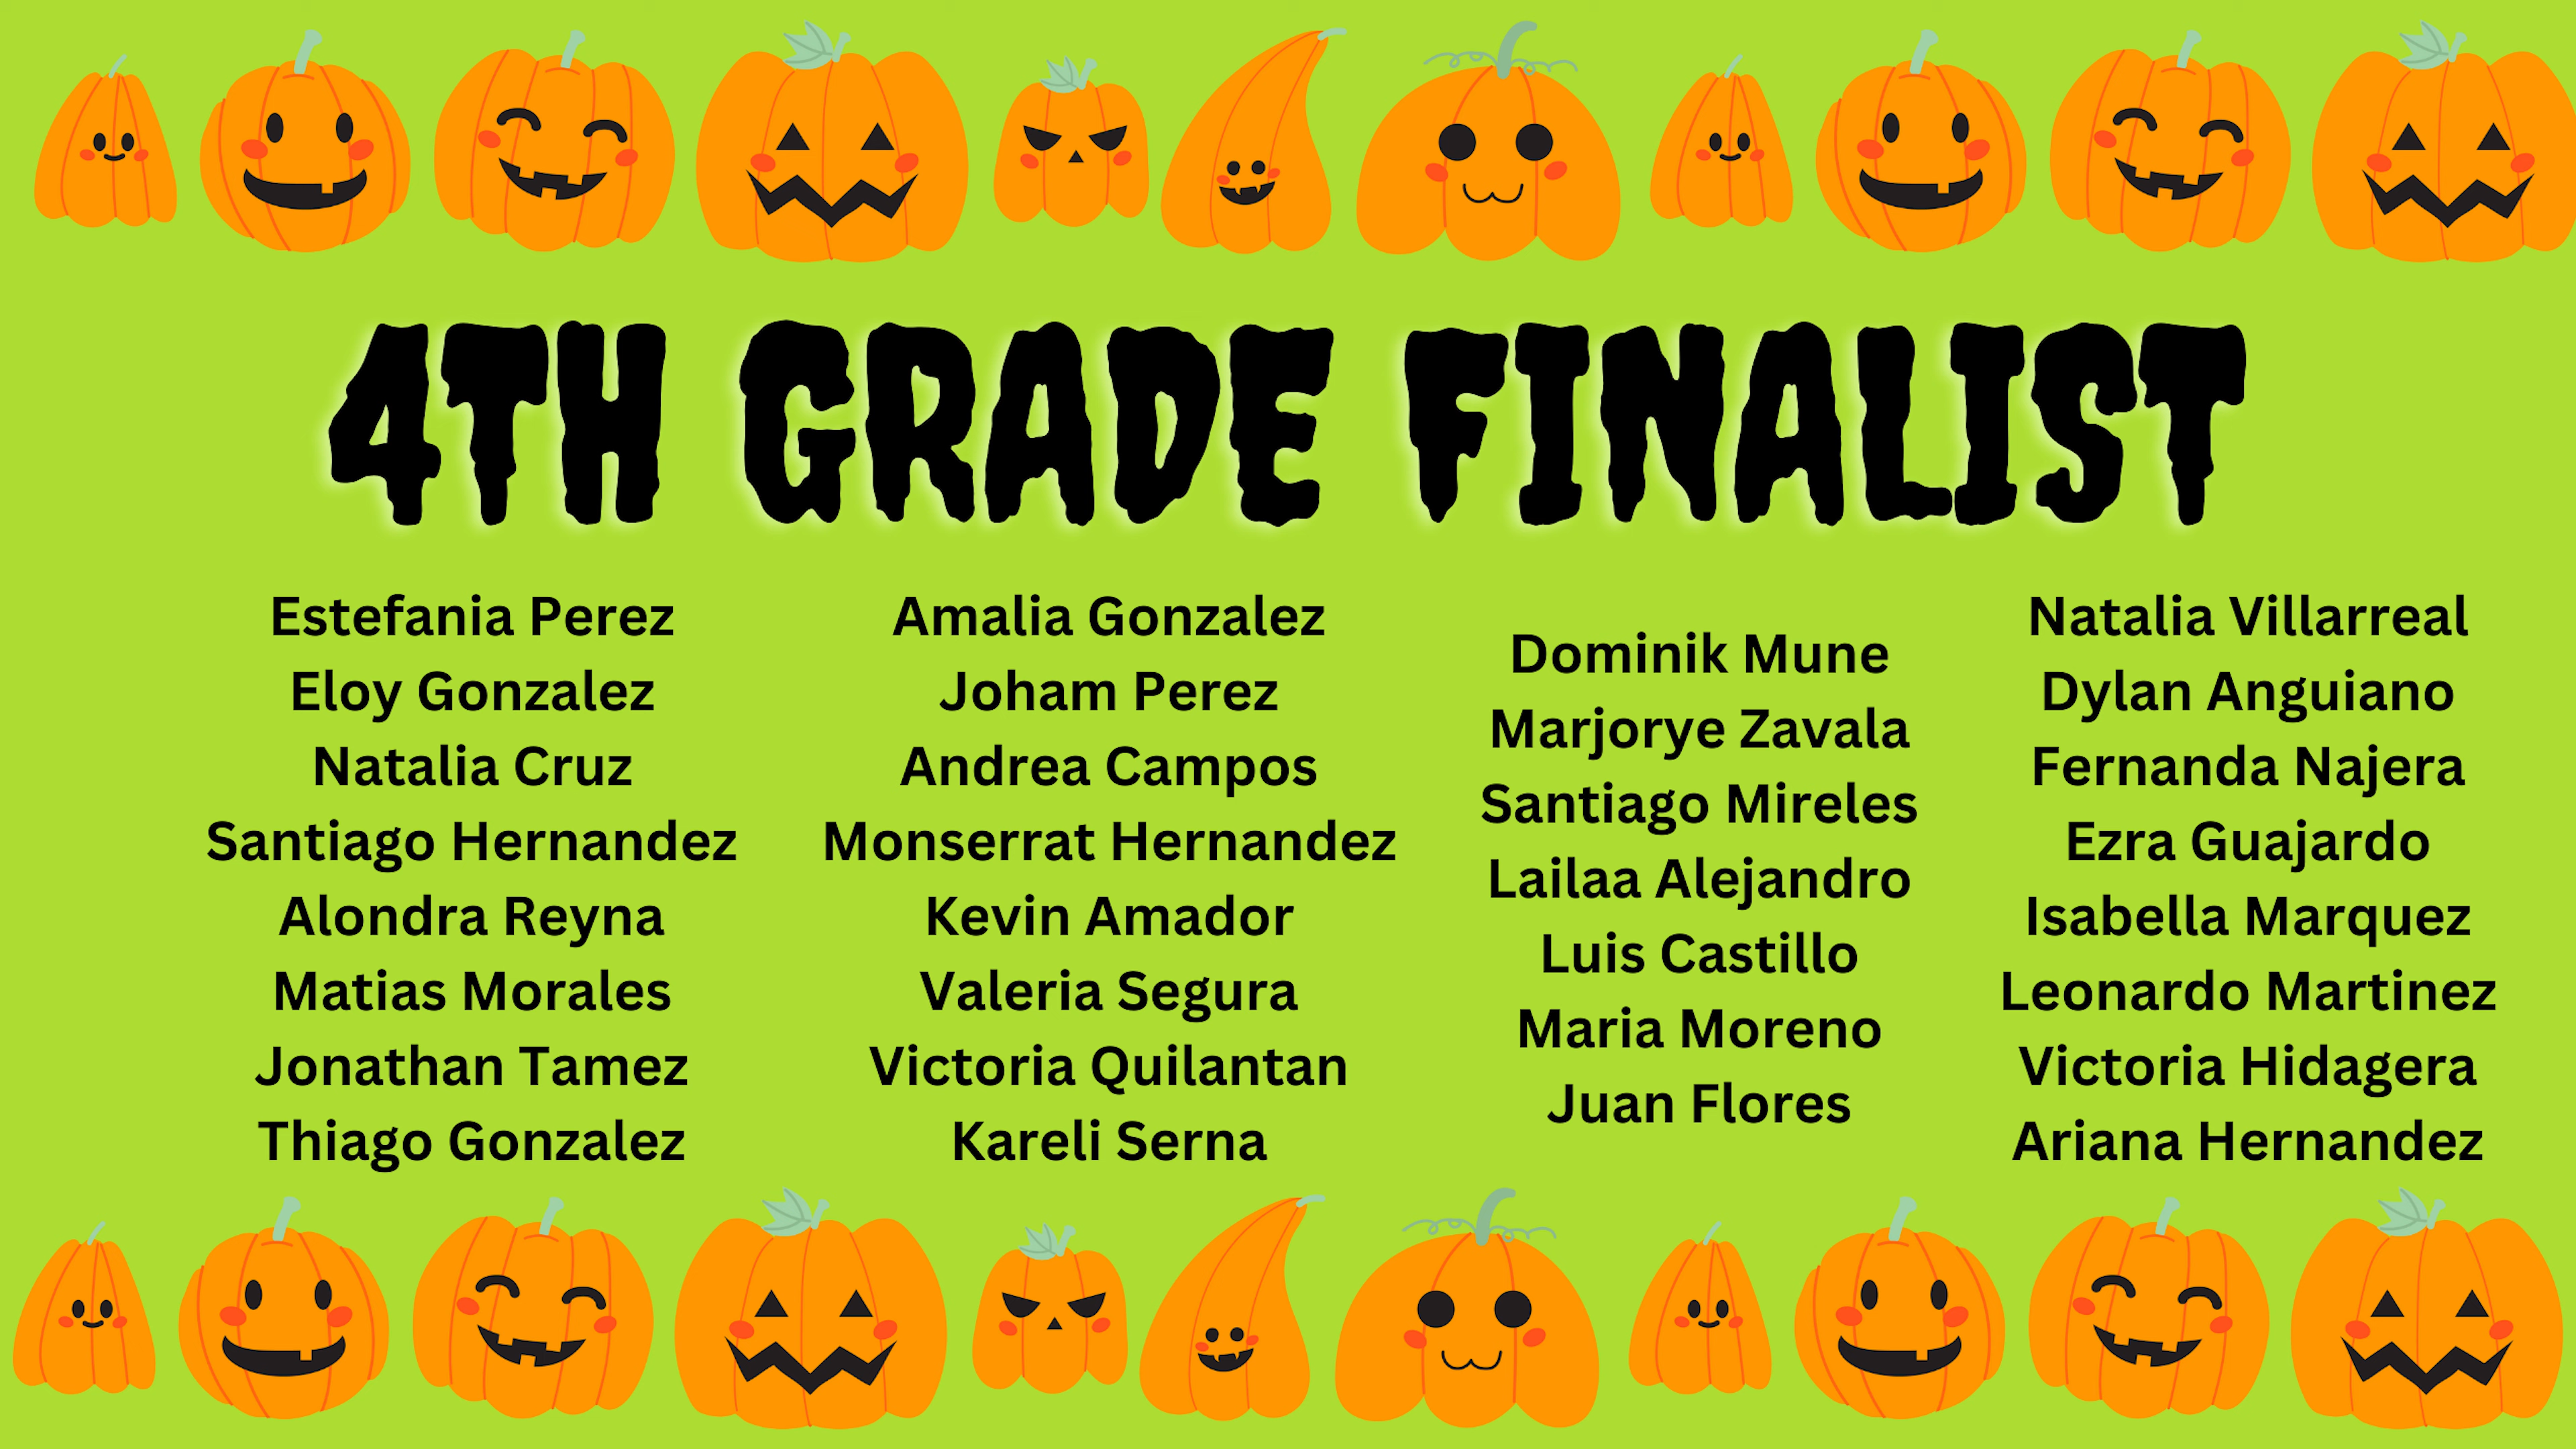 4TH GRADE FINALIST
Estefania Perez
Eloy Gonzalez
Natalia Cruz
Santiago Hernandez
Alondra Reyna
Matias Morales
Jonathan Tamez
Thiago Gonzalez
Amalia Gonzalez
Joham Perez
Andrea Campos
Monserrat Hernandez
Kevin Amador
Valeria Segura
Victoria Quilantan
Kareli Serna
Dominik Mune
Marjorye Zavala
Santiago Mireles
Lailaa Alejandro
Luis Castillo
Maria Moreno
Juan Flores
Natalia Villarreal
Dylan Anguiano
Fernanda Najera
Ezra Guajardo
Isabella Marquez
Leonardo Martinez
Victoria Hidagera
Ariana Hernandez